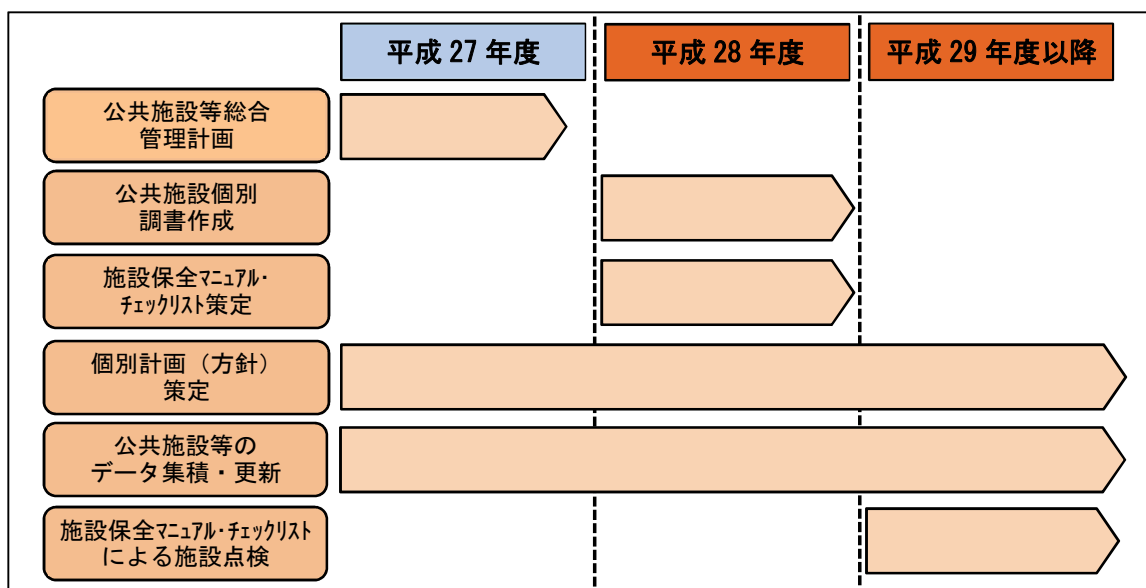 平成 27 年度
平成 28 年度
平成 29 年度以降
公共施設等総合
管理計画
公共施設個別
調書作成
施設保全ﾏﾆｭｱﾙ・
ﾁｪｯｸﾘｽﾄ策定
個別計画（方針）
策定
公共施設等の
データ集積・更新
施設保全ﾏﾆｭｱﾙ・ﾁｪｯｸﾘｽﾄ
による施設点検